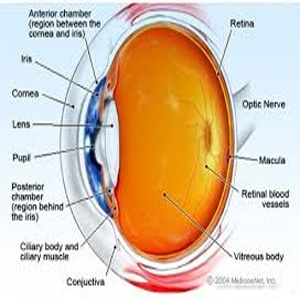 Anterior chamber
(region between the
cornea and iris)
Iris
Cornea
Lens
Pupil
Posterior
chamber
(region behind
the iris)
Ciliary body and
ciliary muscle
Conjuctiva
Retina
Optic Nerve
Macula
Retinal blood
vessels
Vitreous body
© 2004 MedicineNet, Inc.